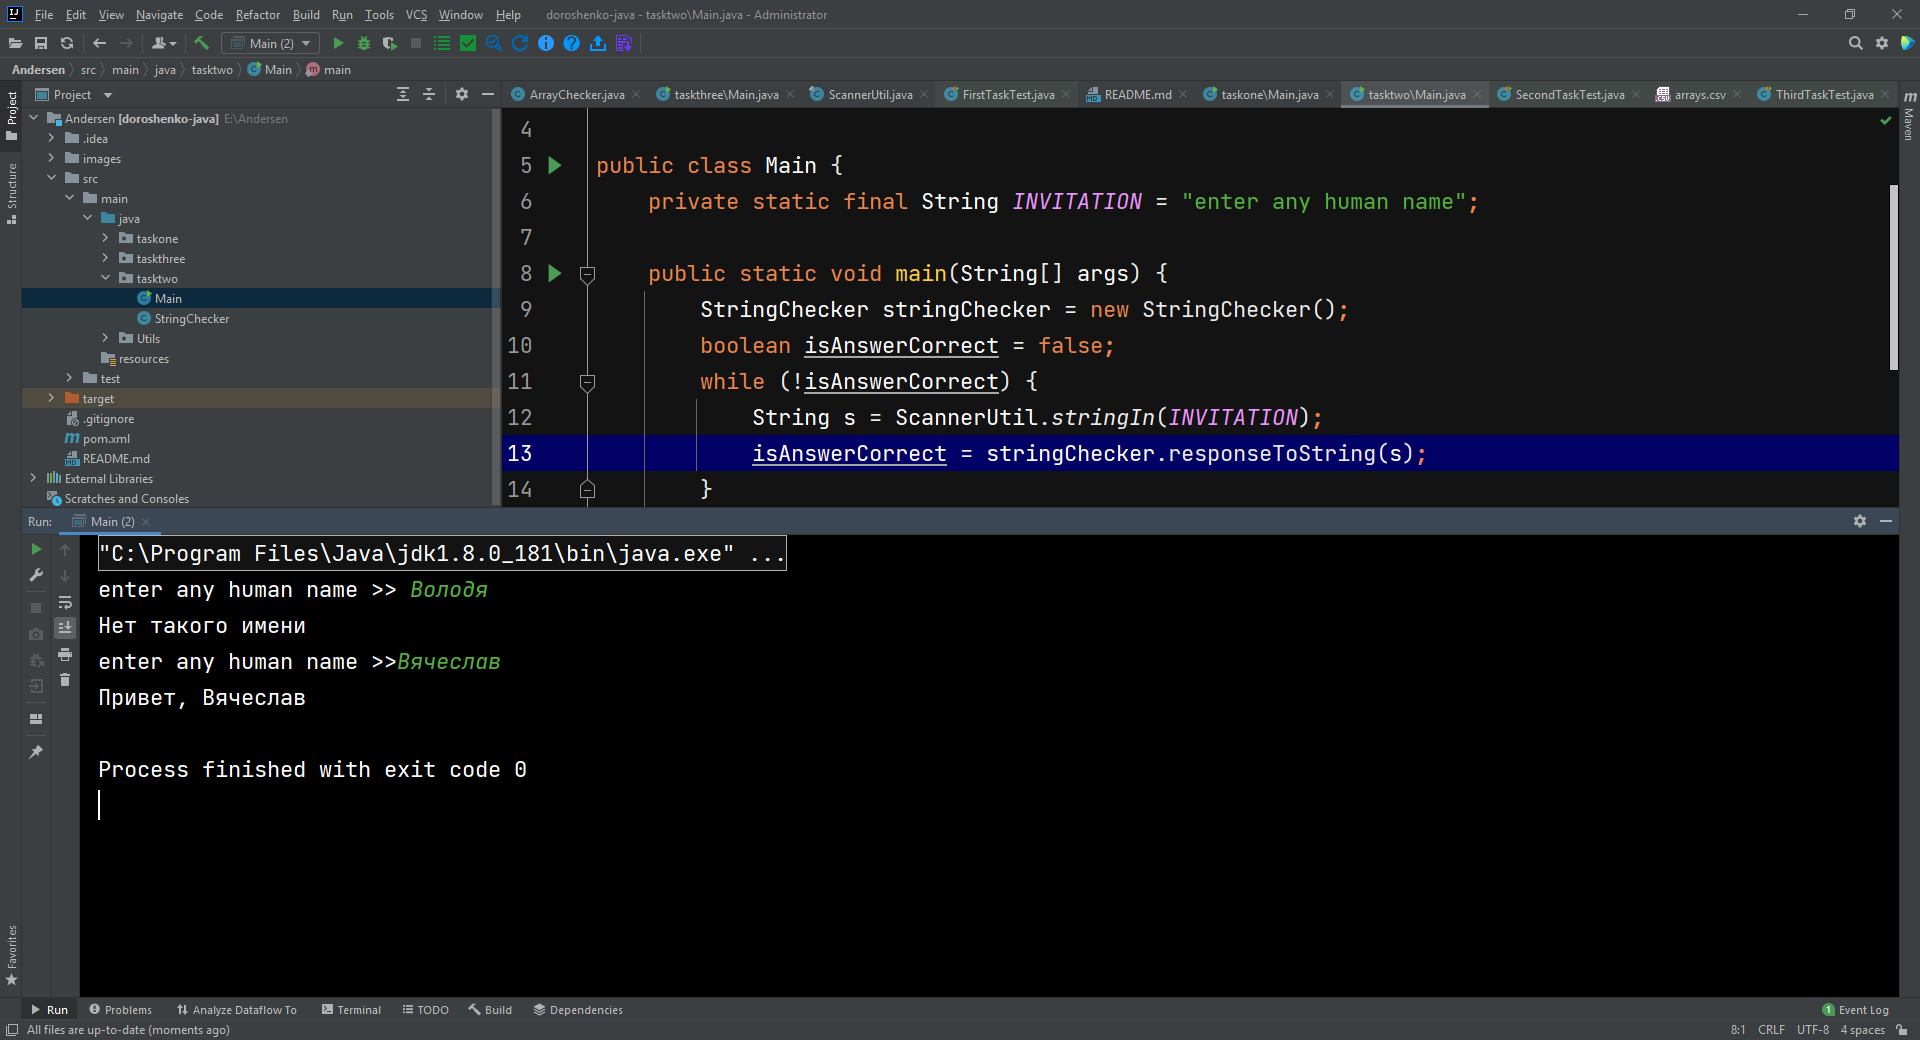 File Edit View Navigate Code Refactor Build Run Tools VCS Window Help doroshenko-java - tasktwo\Main.java - Administrator
Main (2)
Andersen src main java tasktwo Main main
Project
ArrayChecker.java taskthree\Main.java ScannerUtil.java FirstTaskTest.java README.md taskone\Main.java tasktwo\Main.java SecondTaskTest.java arrays.csv ThirdTaskTest.java
Project
Structure
Favorites
Maven
Andersen [doroshenko-java] E:\Andersen
.idea
images
src
main
java
taskone
taskthree
tasktwo
Main
StringChecker
Utils
resources
test
target
.gitignore
pom.xml
README.md
External Libraries
Scratches and Consoles
4
5 public class Main {
6 private static final String INVITATION = "enter any human name";
7
8 public static void main(String[] args) {
9 StringChecker stringChecker = new StringChecker();
10 boolean isAnswerCorrect = false;
11 while (!isAnswerCorrect) {
12 String s = ScannerUtil.stringIn(INVITATION);
13 isAnswerCorrect = stringChecker.responseToString(s);
14 }
Run: Main (2)
"C:\Program Files\Java\jdk1.8.0_181\bin\java.exe" ...
enter any human name >> Володя
Нет такого имени
enter any human name >>Вячеслав
Привет, Вячеслав
Process finished with exit code 0
Run Problems Analyze Dataflow To Terminal TODO Build Dependencies 1 Event Log
All files are up-to-date (moments ago) 8:1 CRLF UTF-8 4 spaces